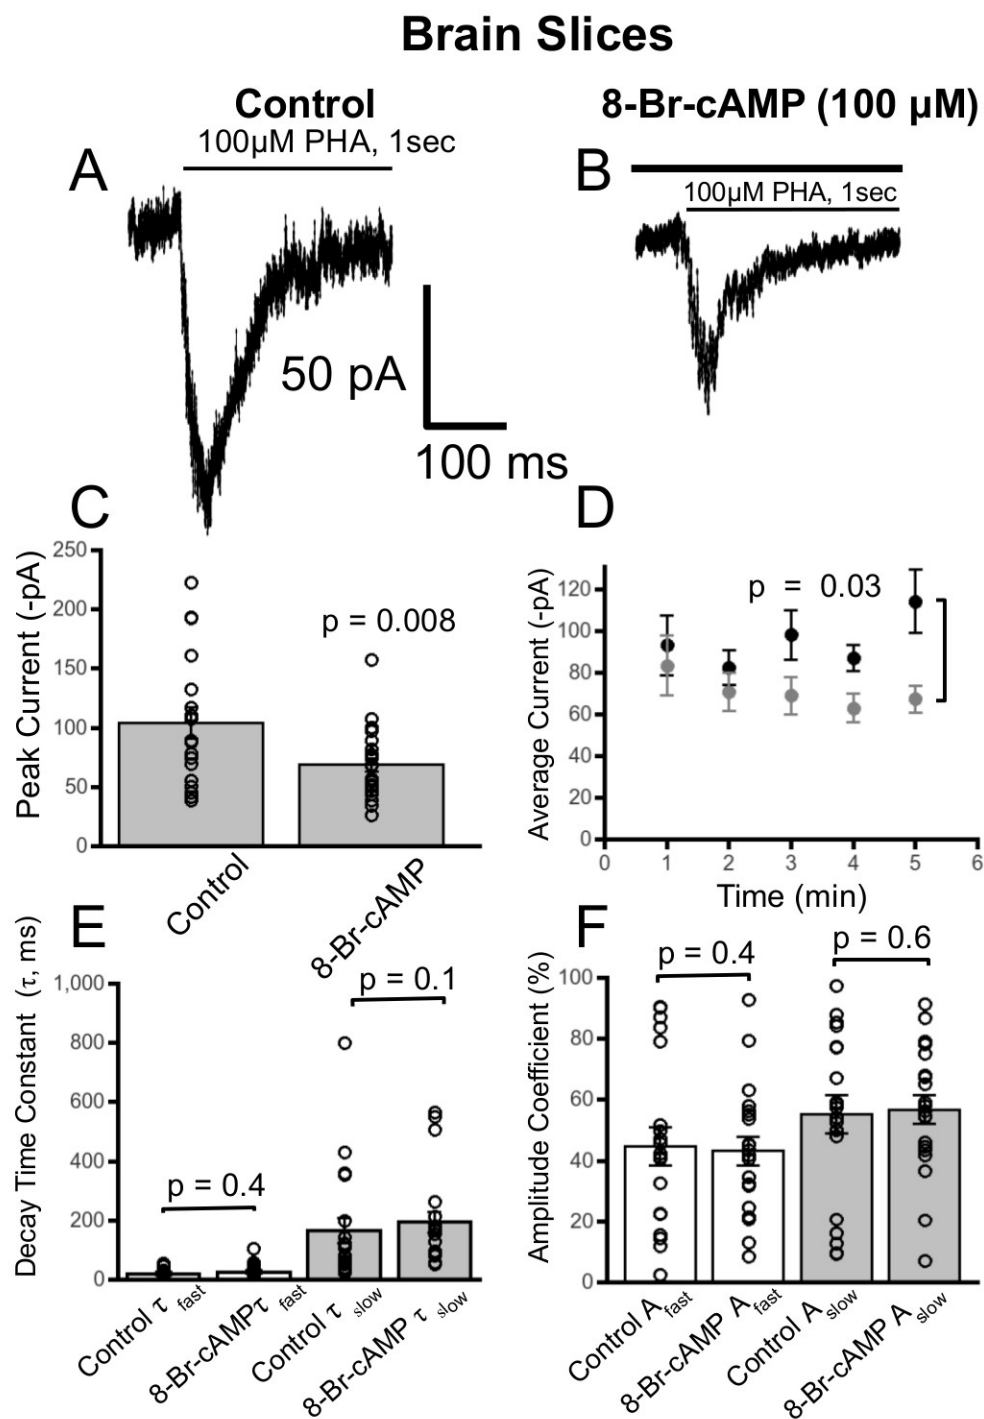 Brain Slices
Control
8-Br-cAMP (100 µM)
A
100µM PHA, 1sec
B
100µM PHA, 1sec
50 pA
100 ms
C
Peak Current (-pA)
250
200
150
100
50
0
p = 0.008
Control
8-Br-cAMP
D
Average Current (-pA)
120
100
80
60
40
20
0
p = 0.03
0 1 2 3 4 5 6
Time (min)
E
Decay Time Constant (τ, ms)
1,000
800
600
400
200
0
p = 0.4
p = 0.1
Control τ fast
8-Br-cAMPτ fast
Control τ slow
8-Br-cAMP τ slow
F
Amplitude Coefficient (%)
100
80
60
40
20
0
p = 0.4
p = 0.6
Control A fast
8-Br-cAMP A fast
Control A slow
8-Br-cAMP A slow